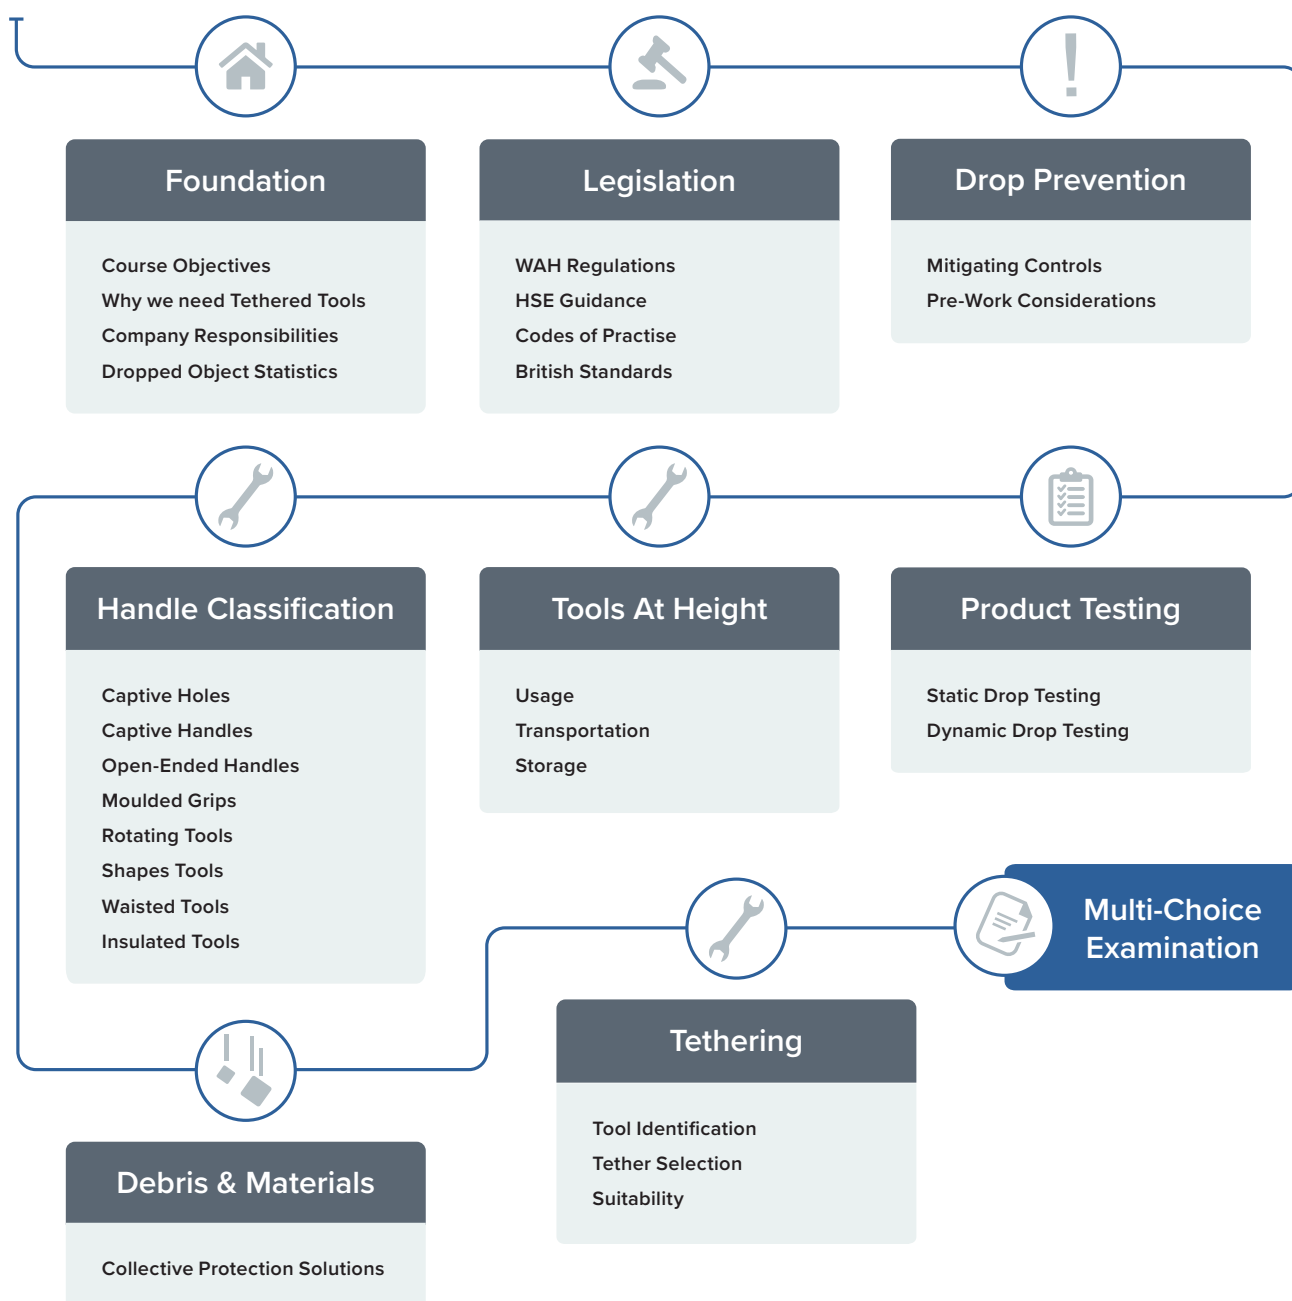 Foundation
Course Objectives
Why we need Tethered Tools
Company Responsibilities
Dropped Object Statistics
Legislation
WAH Regulations
HSE Guidance
Codes of Practise
British Standards
Drop Prevention
Mitigating Controls
Pre-Work Considerations
Product Testing
Static Drop Testing
Dynamic Drop Testing
Tools At Height
Usage
Transportation
Storage
Handle Classification
Captive Holes
Captive Handles
Open-Ended Handles
Moulded Grips
Rotating Tools
Shapes Tools
Waisted Tools
Insulated Tools
Debris & Materials
Collective Protection Solutions
Tethering
Tool Identification
Tether Selection
Suitability
Multi-Choice
Examination